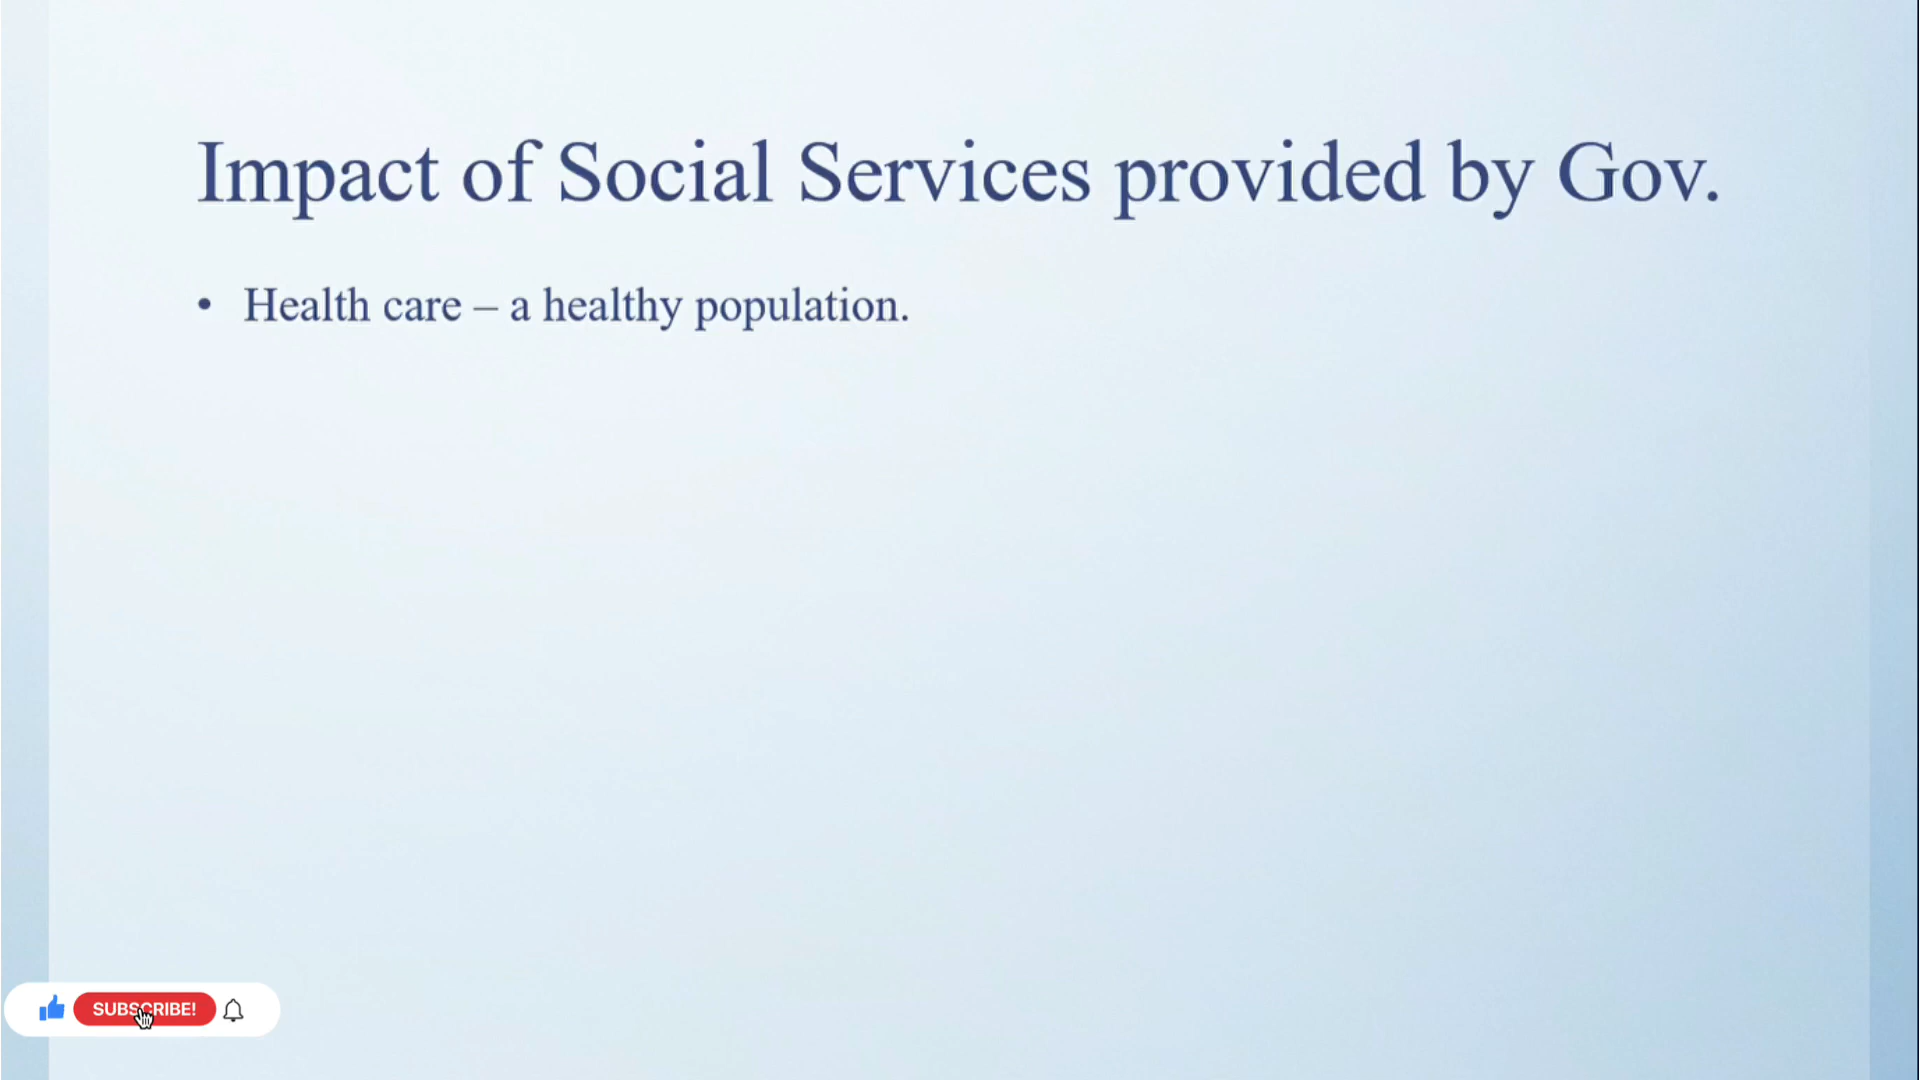 Impact of Social Services provided by Gov.
• Health care – a healthy population.
SUBSCRIBE!